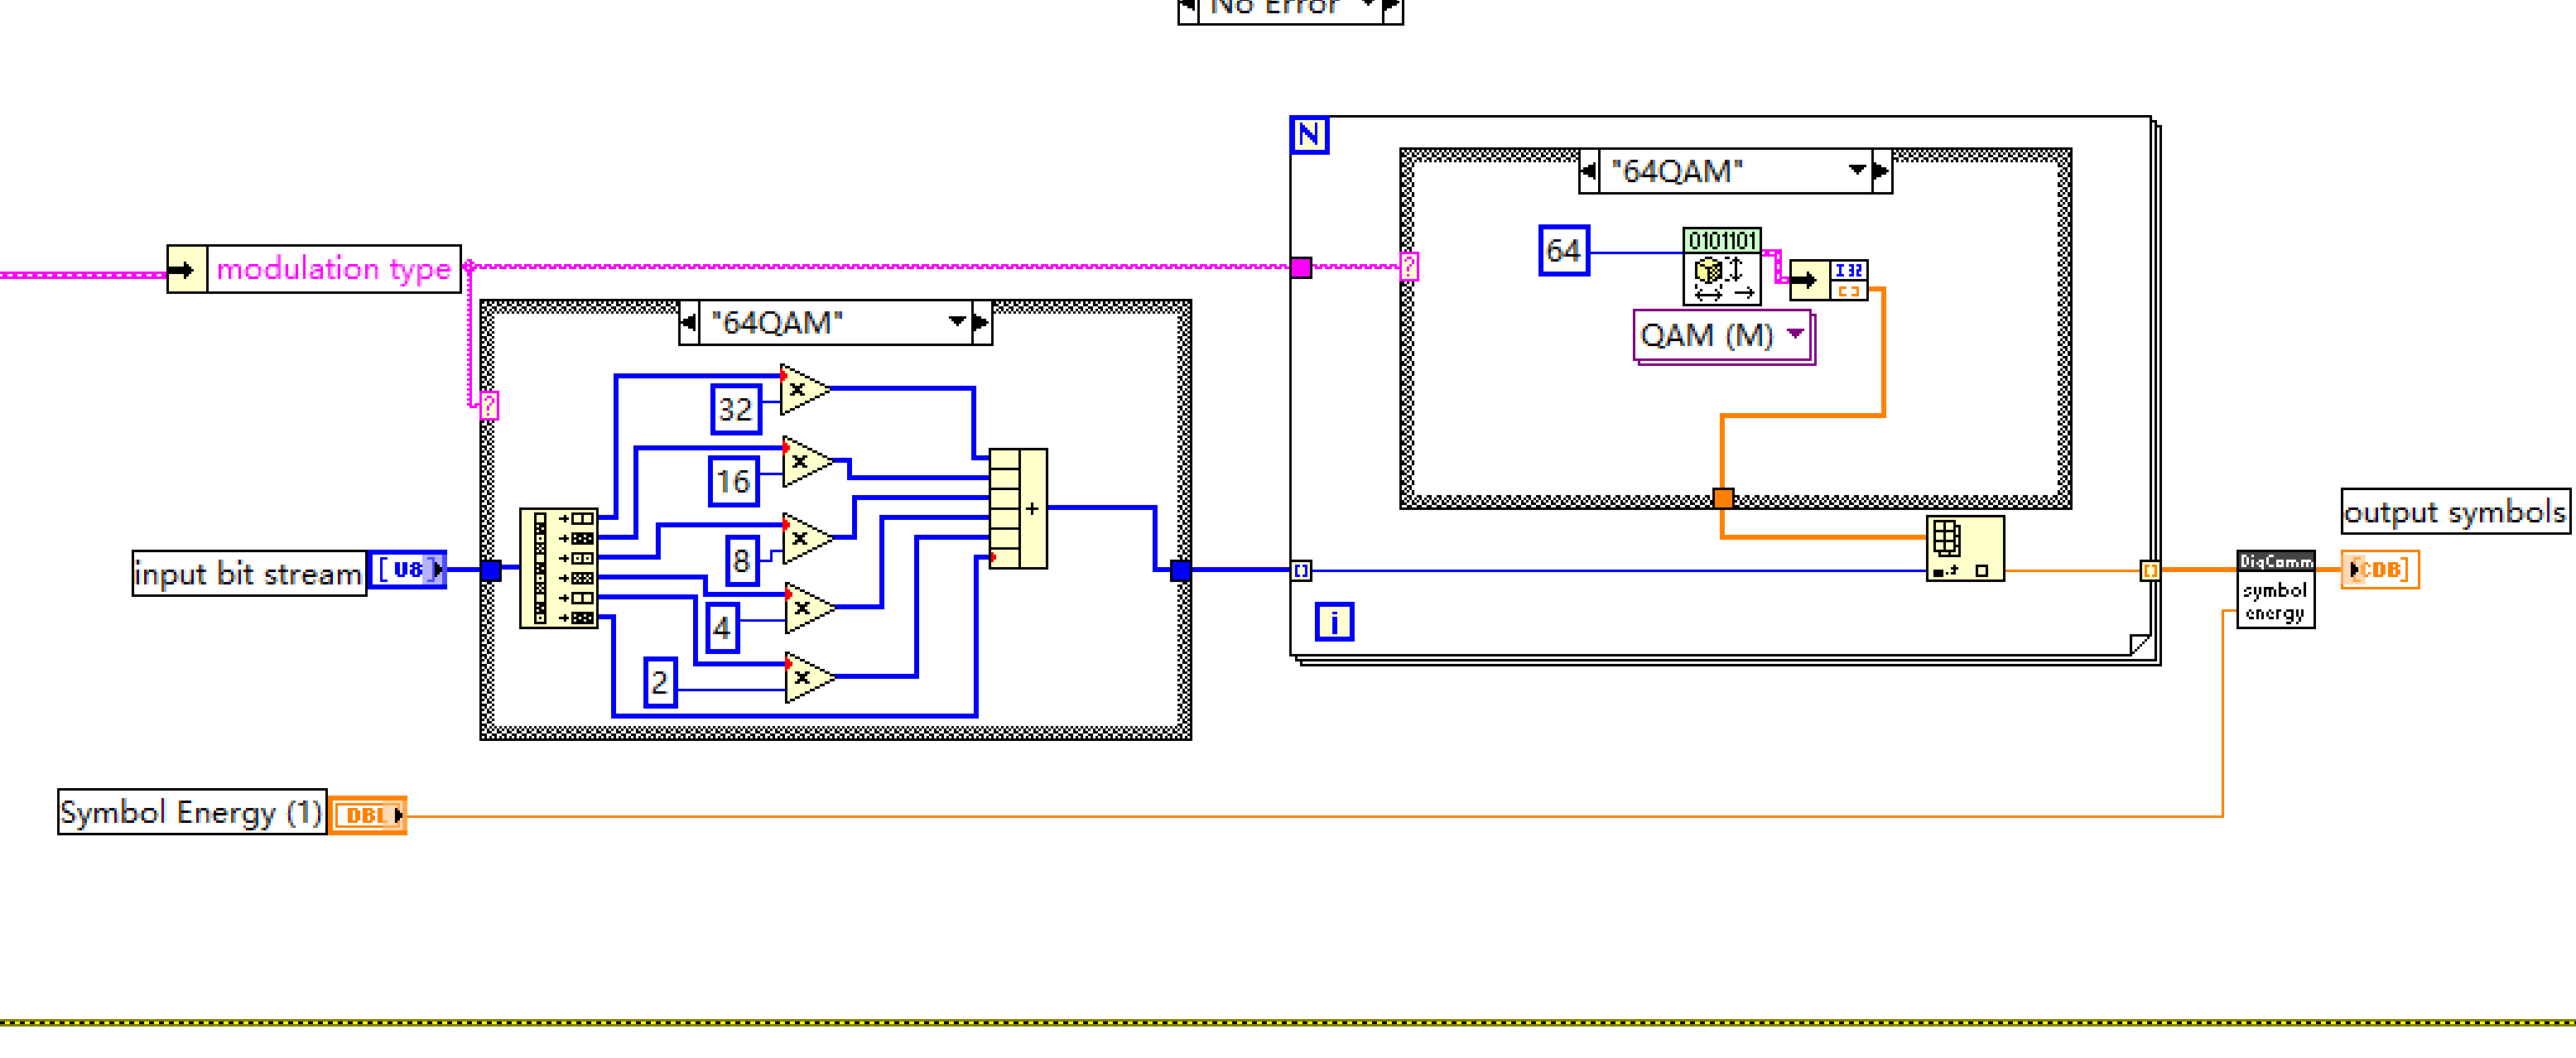 No Error
N
"64QAM"
64
0101101
I32
QAM (M)
modulation type
?
?
"64QAM"
32
16
8
4
2
input bit stream
[U8]
i
output symbols
DigComm
symbol
energy
CDB]
Symbol Energy (1)
DBL